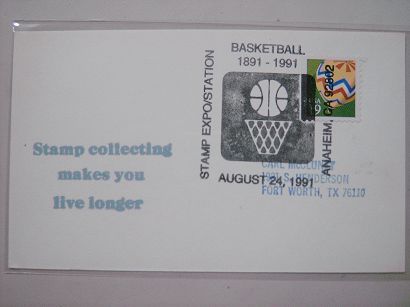 BASKETBALL
1891 - 1991
STAMP EXPO/STATION
ANAHEIM, CA 92802
AUGUST 24, 1991
Stamp collecting
makes you
live longer
CARL
S. HENDERSON
FORT WORTH, TX 76110